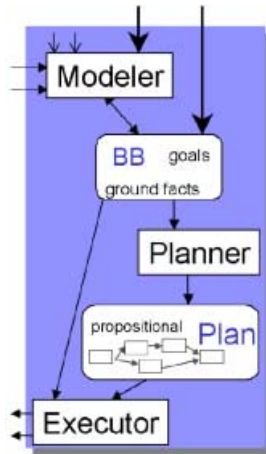 Modeler
BB goals
ground facts
Planner
propositional Plan
Executor